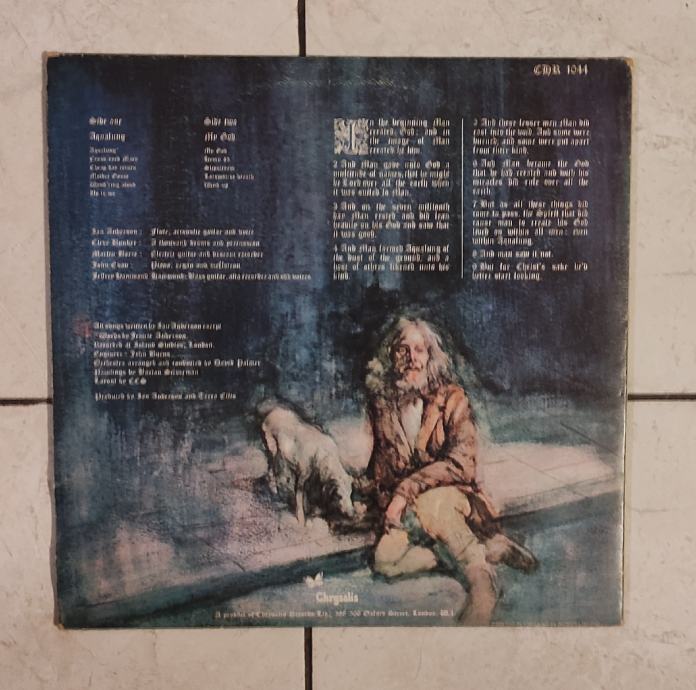 CHR 1044
Side one
Aqualung
Aqualung*
Cross-eyed Mary
Cheap day return
Mother Goose
Wond'ring aloud
Up to me
Side two
My God
My God
Hymn 43
Slipstream
Locomotive breath
Wind up
Ian Anderson : Flute, acoustic guitar and voice
Clive Bunker : A thousand drums and percussion
Martin Barre : Electric guitar and descant recorder
John Evan : Piano, organ and mellotron
Jeffrey Hammond-Hammond: Bass guitar, alto recorder and odd voices
All songs written by Ian Anderson except
*Words by Jennie Anderson
Recorded at Island Studios, London.
Engineer : John Burns
Orchestra arranged and conducted by David Palmer
Paintings by Burton Silverman
Layout by CCS
Produced by Ian Anderson and Terry Ellis
In the beginning Man
created God; and in
the image of Man
created he him.
2 And Man gave unto God a
multitude of names, that he might
be Lord over all the earth when
it was suited to Man.
3 And on the seven millionth
day Man rested and did lean
heavily on his God and saw that
it was good.
4 And Man formed Aqualung of
the dust of the ground, and a
host of others likened unto his
kind.
5 And these lesser men Man did
cast into the void. And some were
burned; and some were put apart
from their kind.
6 And Man became the God
that he had created and with his
miracles did rule over all the
earth.
7 But as all these things did
come to pass, the Spirit that did
cause man to create his God
lived on within all men: even
within Aqualung.
8 And man saw it not.
9 But for Christ's sake he'd
better start looking.
Chrysalis
A product of Chrysalis Records Ltd., 388-396 Oxford Street, London. W.1